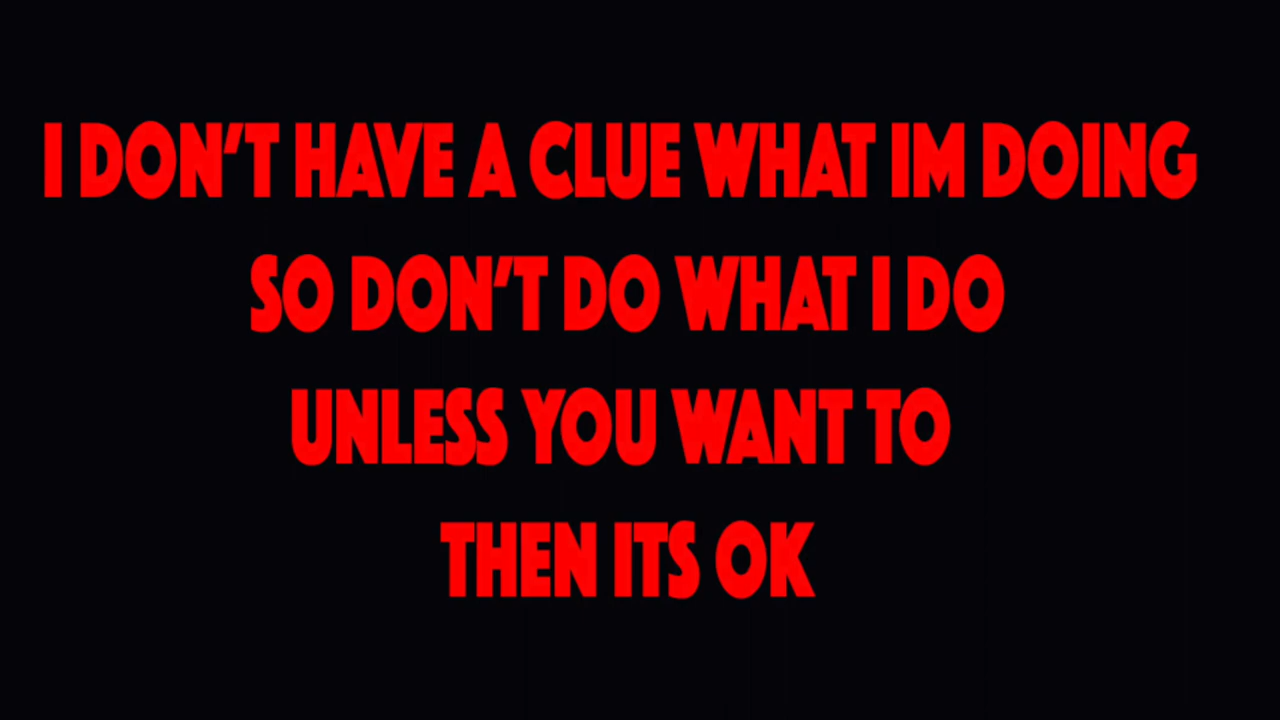 I DON'T HAVE A CLUE WHAT IM DOING
SO DON'T DO WHAT I DO
UNLESS YOU WANT TO
THEN ITS OK